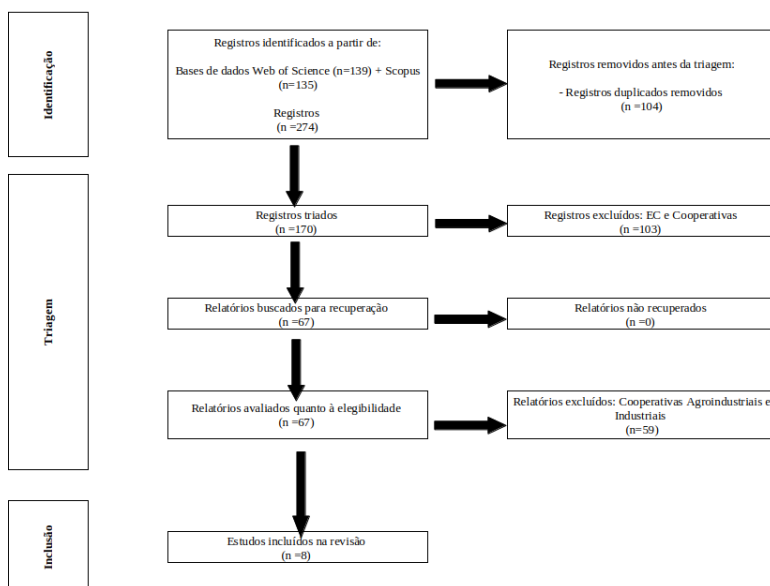 Identificação
Registros identificados a partir de:
Bases de dados Web of Science (n=139) + Scopus
(n=135)
Registros
(n =274)
Registros removidos antes da triagem:
- Registros duplicados removidos
(n =104)
Triagem
Registros triados
(n =170)
Registros excluídos: EC e Cooperativas
(n =103)
Relatórios buscados para recuperação
(n =67)
Relatórios não recuperados
(n =0)
Relatórios avaliados quanto à elegibilidade
(n =67)
Relatórios excluídos: Cooperativas Agroindustriais e
Industriais
(n=59)
Inclusão
Estudos incluídos na revisão
(n =8)